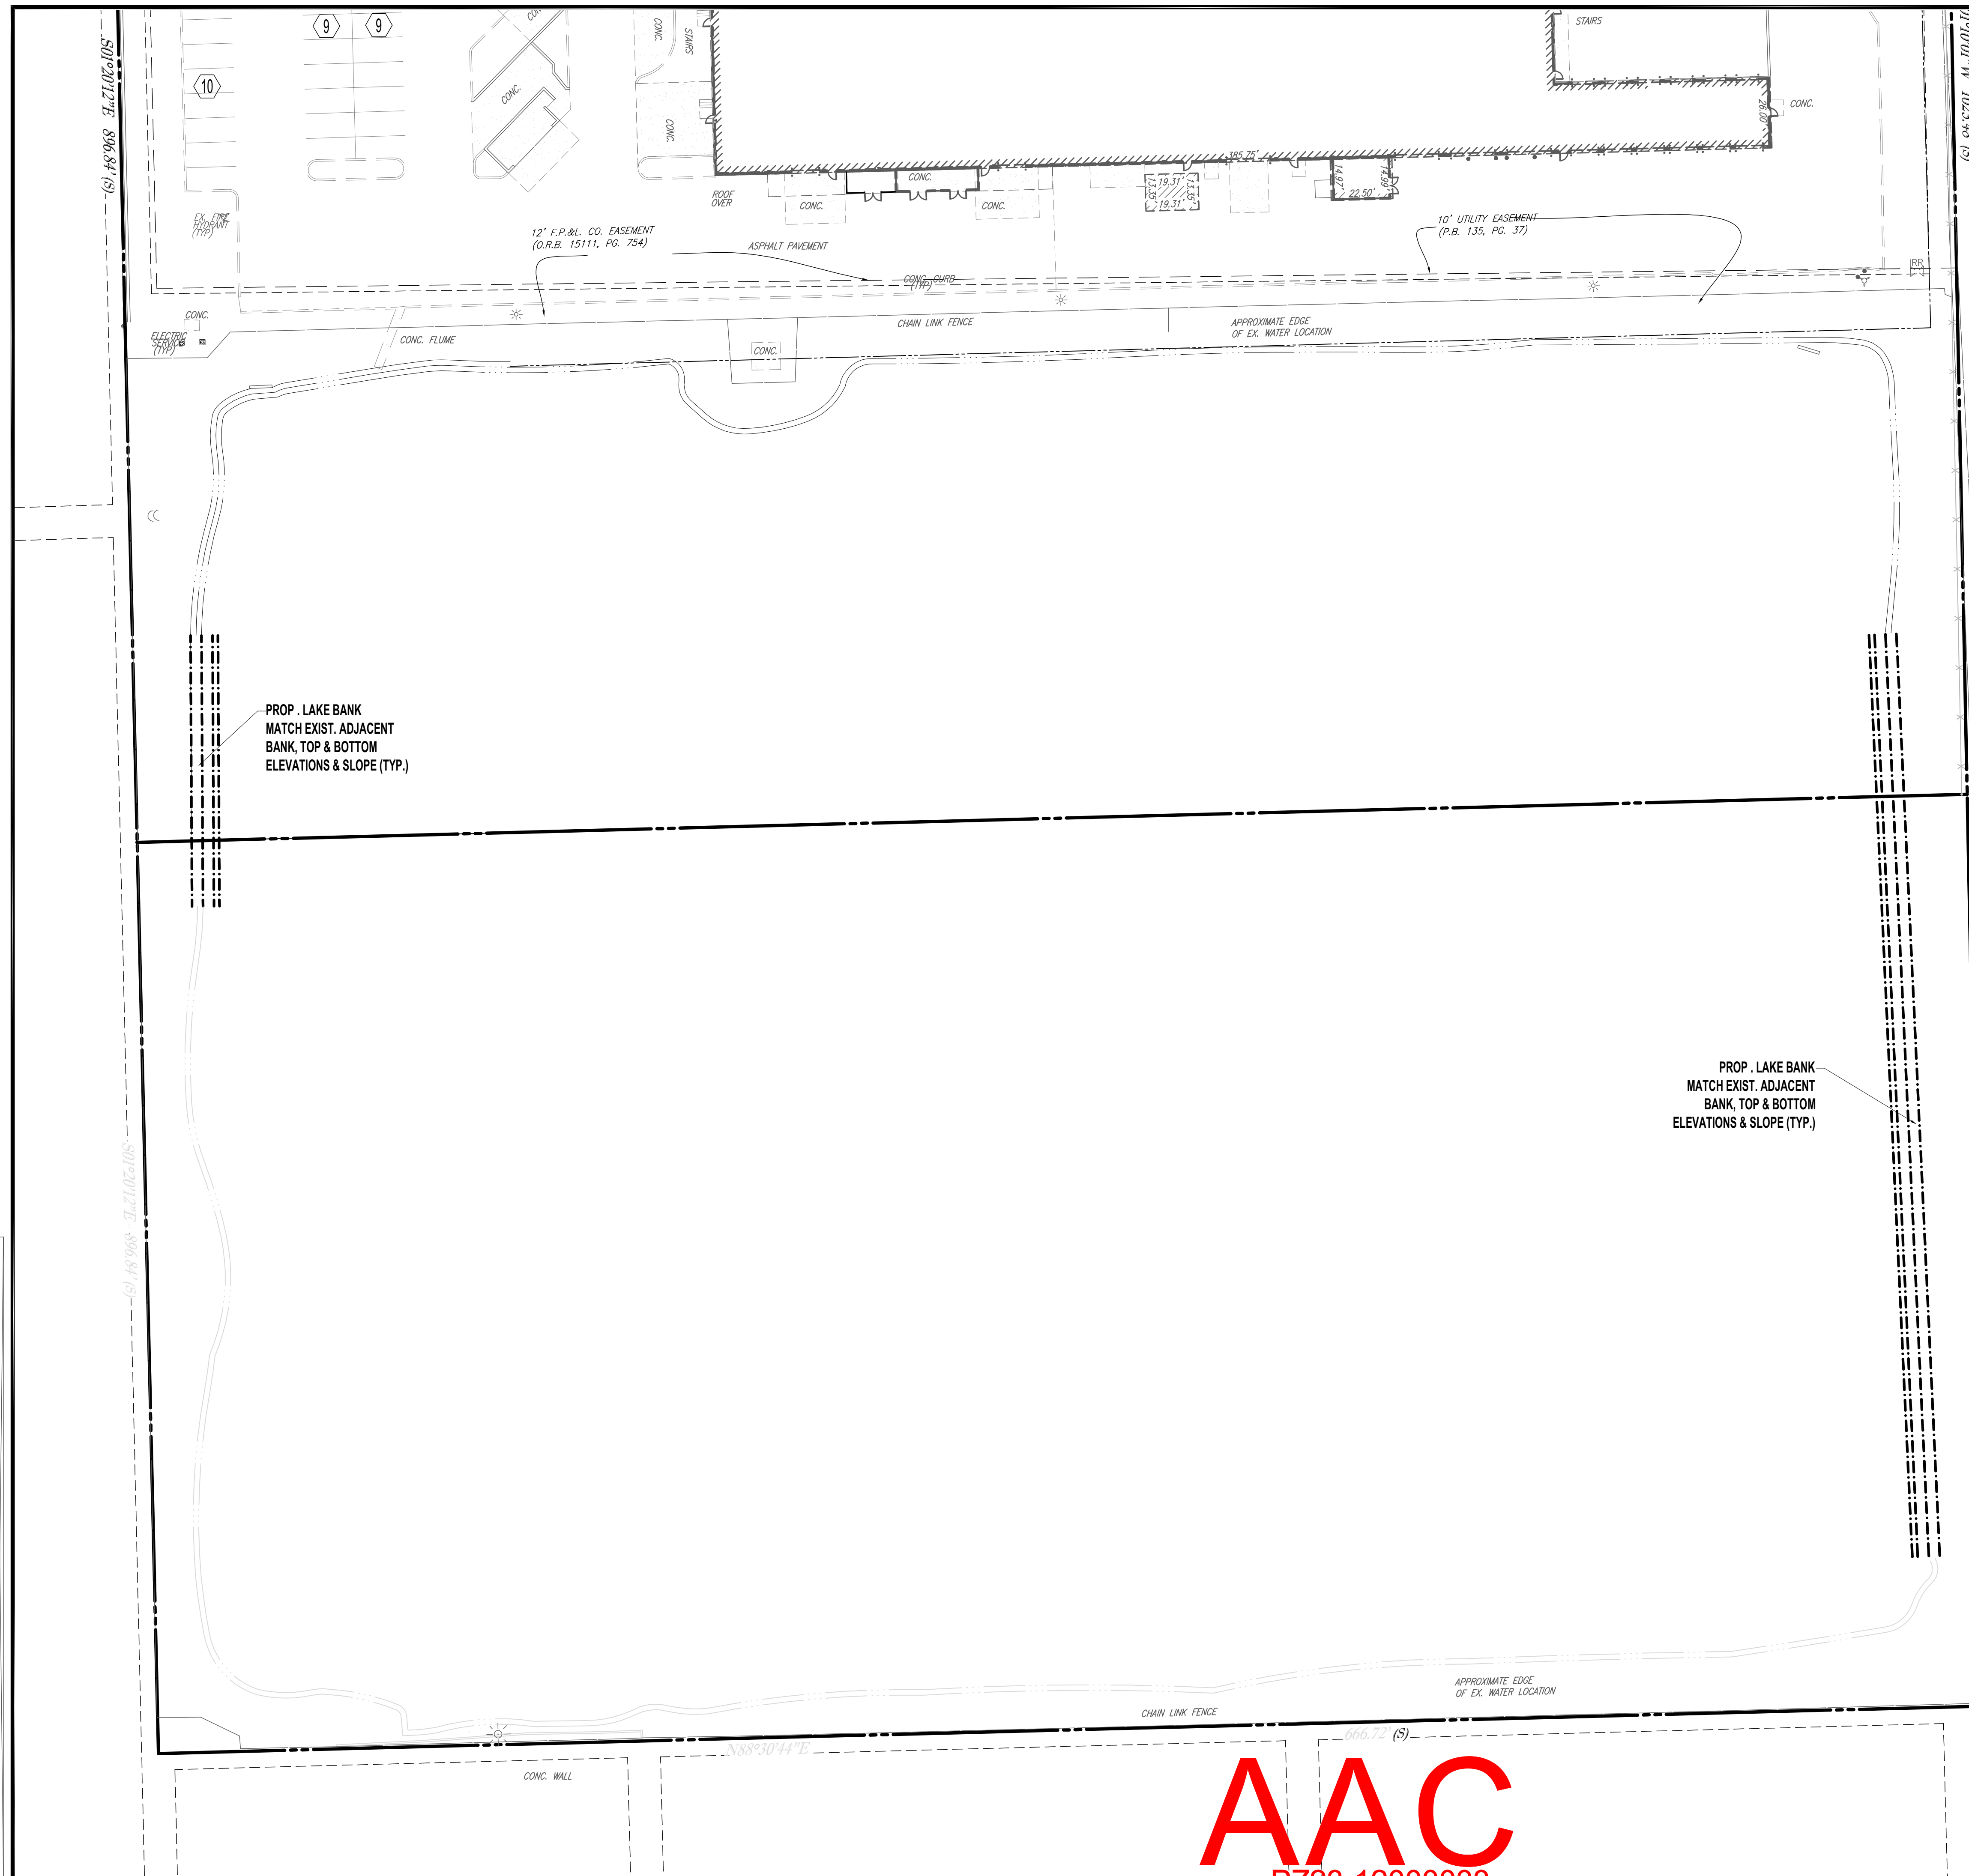 9
9
10
S01°20'12"E 896.84' (S)
CONC.
CONC.
STAIRS
CONC.
STAIRS
CONC.
26.00'
385.75'
14.97'
14.99'
22.50'
19.31'
13.35'
13.35'
19.31'
CONC.
ROOF
OVER
CONC.
CONC.
EX. FIRE
HYDRANT
(TYP)
12' F.P.&L. CO. EASEMENT
(O.R.B. 15111, PG. 754)
ASPHALT PAVEMENT
10' UTILITY EASEMENT
(P.B. 135, PG. 37)
CONC. CURB
(TYP)
RR
CONC.
ELECTRIC
SERVICE
(TYP)
CONC. FLUME
CONC.
CHAIN LINK FENCE
APPROXIMATE EDGE
OF EX. WATER LOCATION
PROP . LAKE BANK
MATCH EXIST. ADJACENT
BANK, TOP & BOTTOM
ELEVATIONS & SLOPE (TYP.)
PROP . LAKE BANK
MATCH EXIST. ADJACENT
BANK, TOP & BOTTOM
ELEVATIONS & SLOPE (TYP.)
S01°20'12"E 896.84' (S)
APPROXIMATE EDGE
OF EX. WATER LOCATION
CHAIN LINK FENCE
N88°30'44"E
666.72' (S)
CONC. WALL
AAC